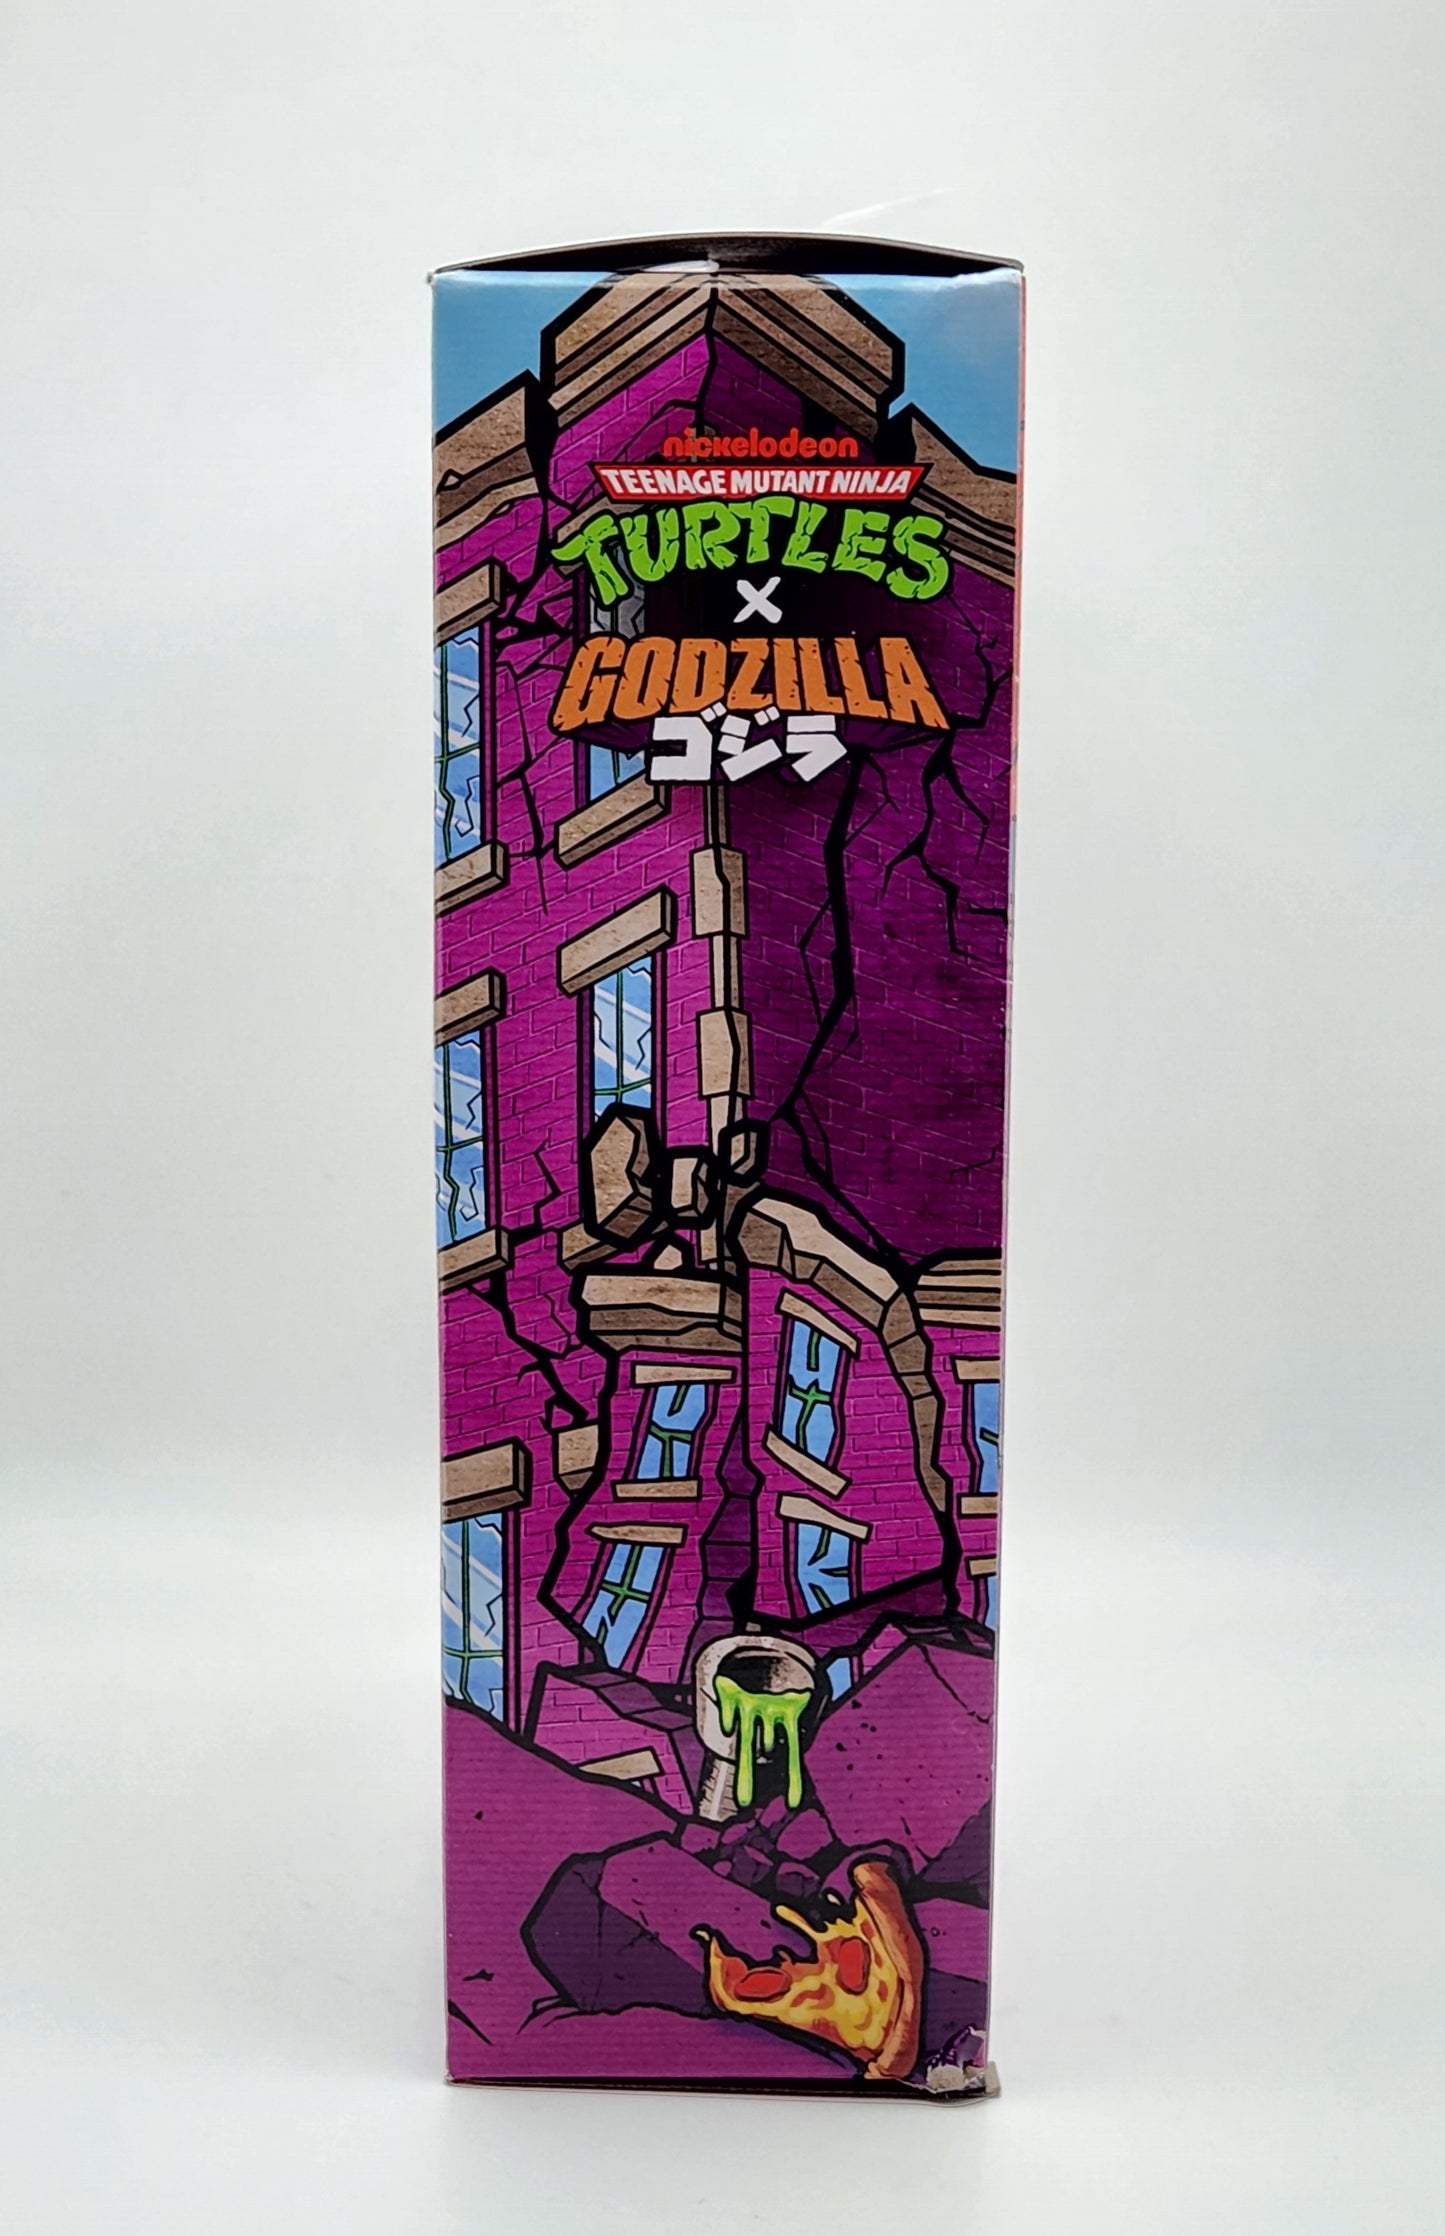 nickelodeon
TEENAGE MUTANT NINJA
TURTLES
X
GODZILLA
ゴジラ